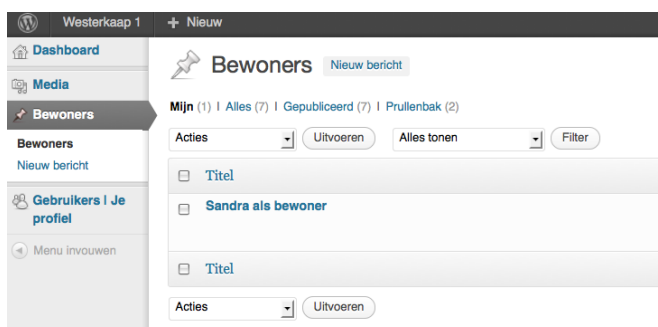 Westerkaap 1 + Nieuw
Dashboard
Media
Bewoners
Bewoners
Nieuw bericht
Gebruikers | Je
profiel
Menu invouwen
Bewoners Nieuw bericht
Mijn (1) | Alles (7) | Gepubliceerd (7) | Prullenbak (2)
Acties Uitvoeren Alles tonen Filter
Titel
Sandra als bewoner
Titel
Acties Uitvoeren